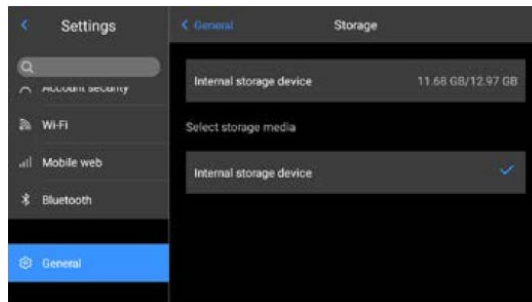 Settings
Account security
Wi-Fi
Mobile web
Bluetooth
General
General
Storage
Internal storage device 11.68 GB/12.97 GB
Select storage media
Internal storage device